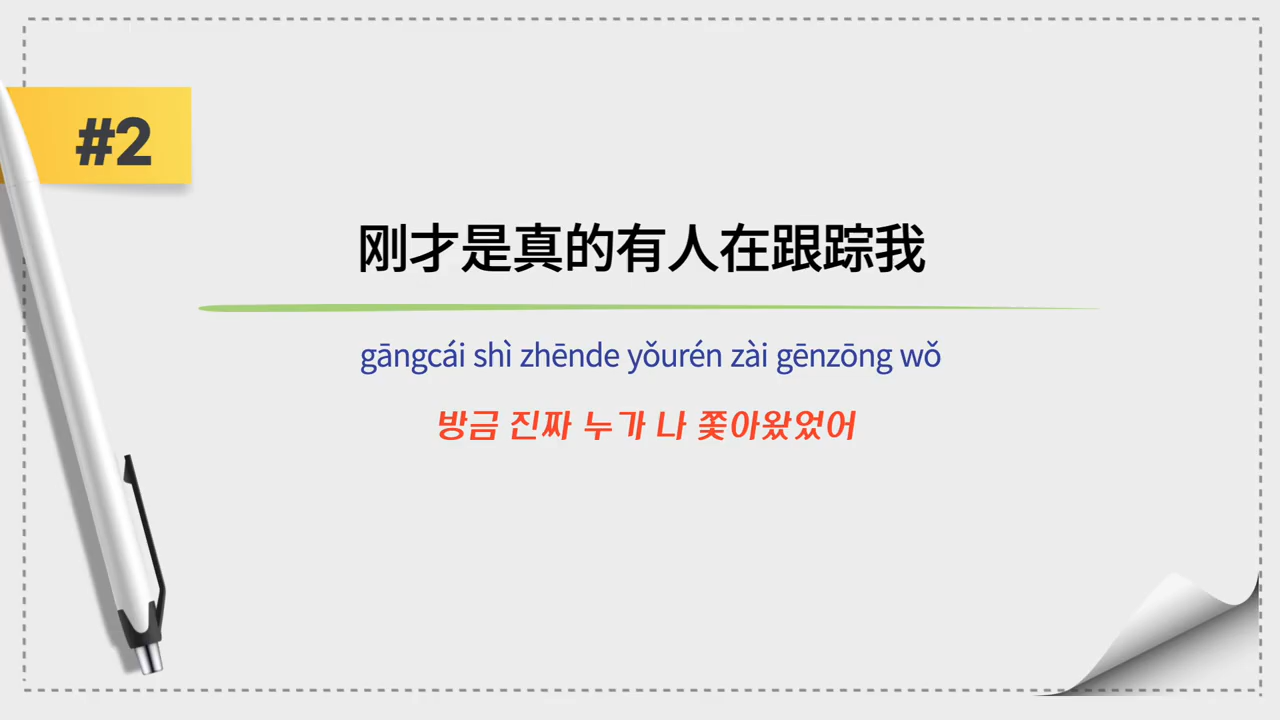 #2
刚才是真的有人在跟踪我
gāngcái shì zhēnde yǒurén zài gēnzōng wǒ
방금 진짜 누가 나 쫓아왔었어